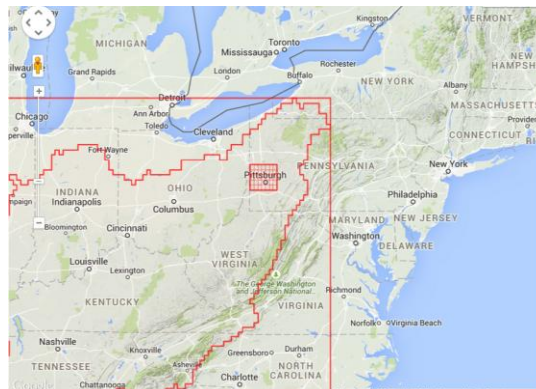 Kingston
VERMONT
MICHIGAN
Toronto
Mississauga
NEW
HAMPSH
Grand Rapids
London
Rochester
Buffalo
NEW YORK
Albany
Detroit
Ann Arbor
MASSACHUSETT
Chicago
Toledo
Cleveland
CONNECTICUT
Provide
Fort Wayne
PENNSYLVANIA
New York
Pittsburgh
INDIANA
OHIO
Indianapolis
Columbus
Philadelphia
MARYLAND
NEW JERSEY
Bloomington
Cincinnati
Washington
DELAWARE
WEST
VIRGINIA
Louisville
Lexington
The George Washington
and Jefferson National
Richmond
KENTUCKY
VIRGINIA
Norfolk
Virginia Beach
Nashville
Knoxville
Greensboro
Durham
TENNESSEE
Asheville
NORTH
CAROLINA
Chattanooga
Charlotte